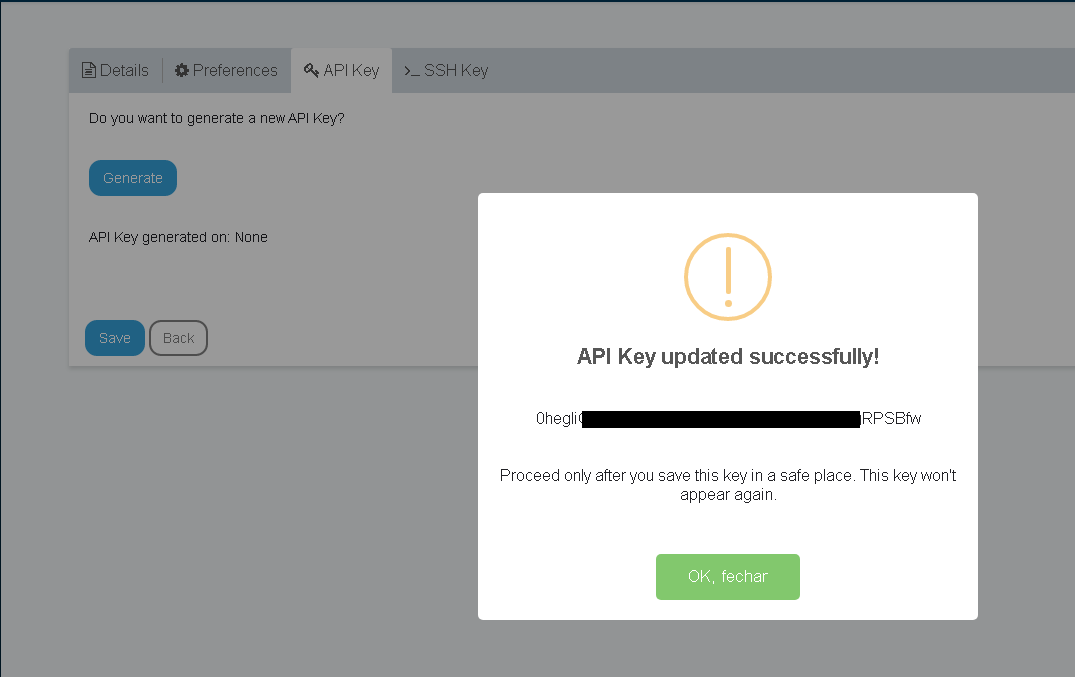 Details Preferences API Key >_ SSH Key
Do you want to generate a new API Key?
Generate
API Key generated on: None
Save Back
API Key updated successfully!
0hegli RPSBfw
Proceed only after you save this key in a safe place. This key won't
appear again.
OK, fechar